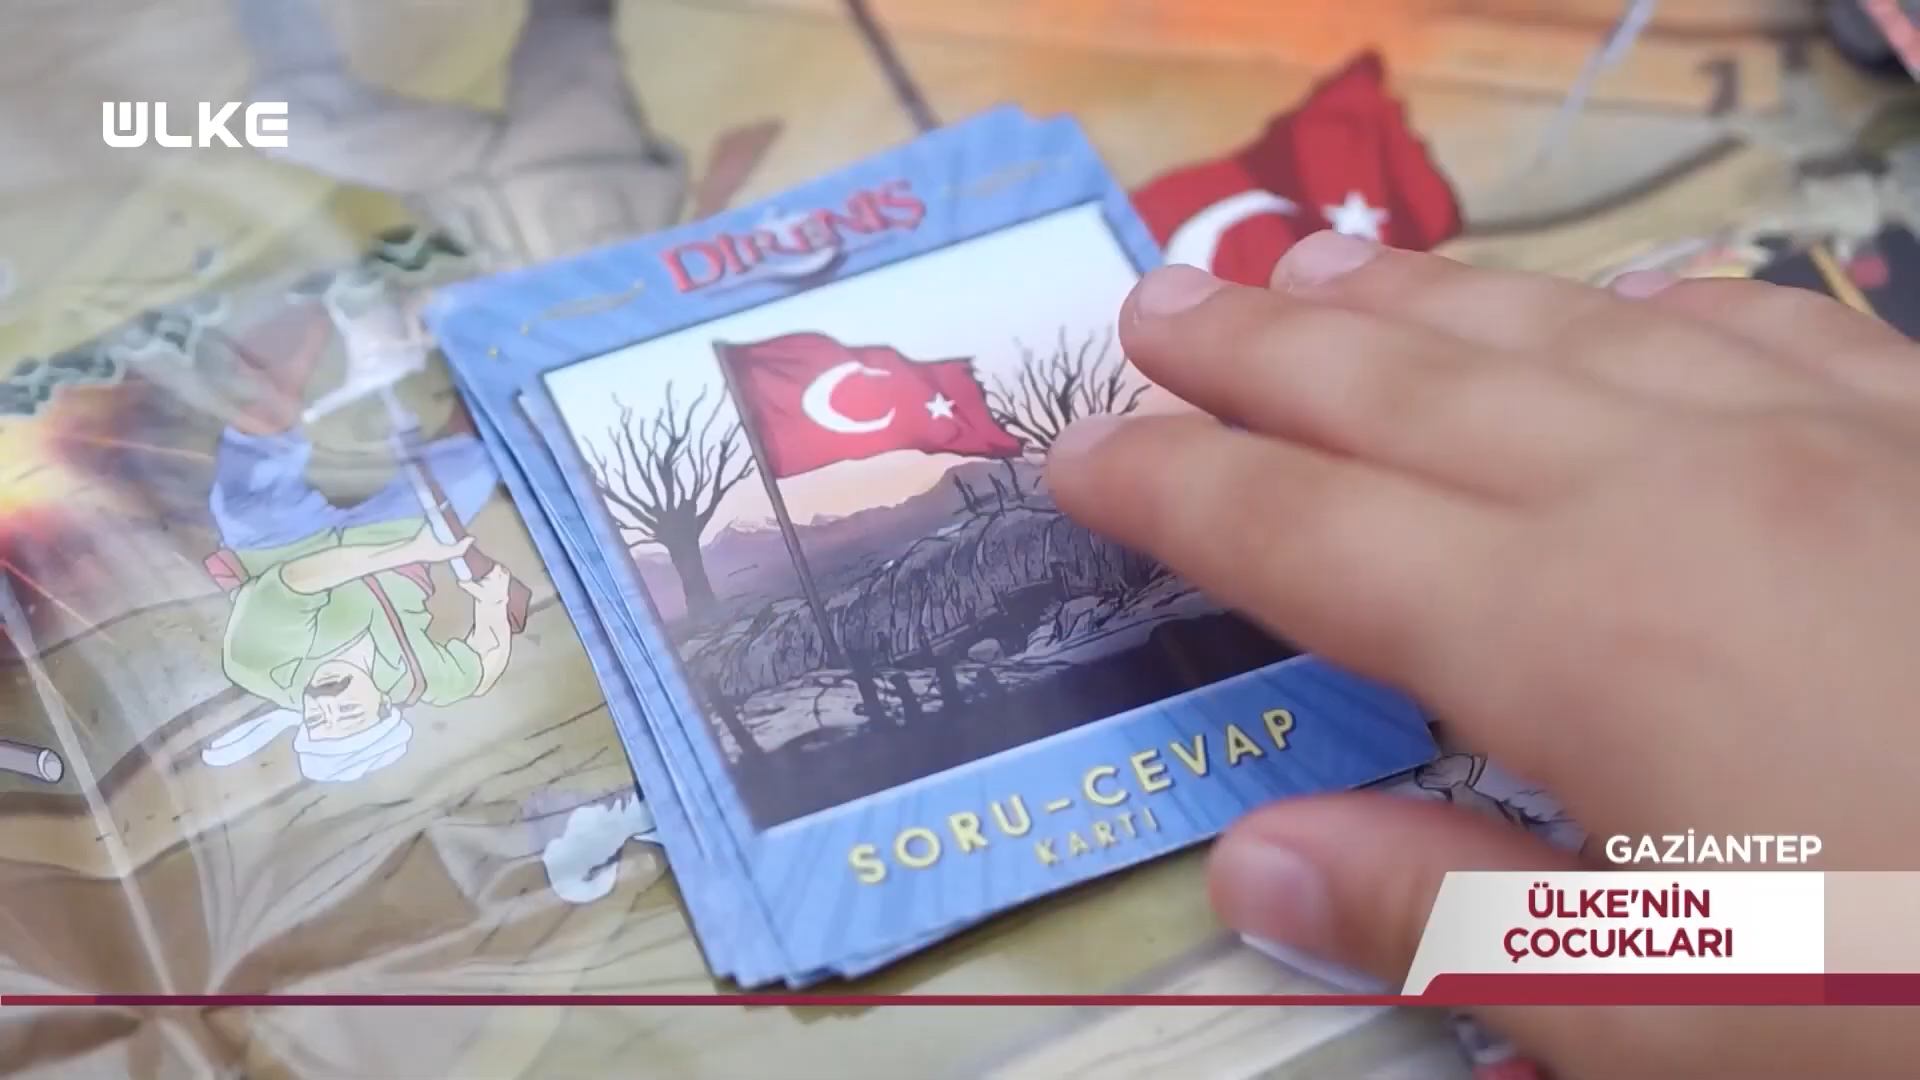 ULKE
DİRENİŞ
SORU-CEVAP
KARTI
GAZİANTEP
ÜLKE'NİN
ÇOCUKLARI